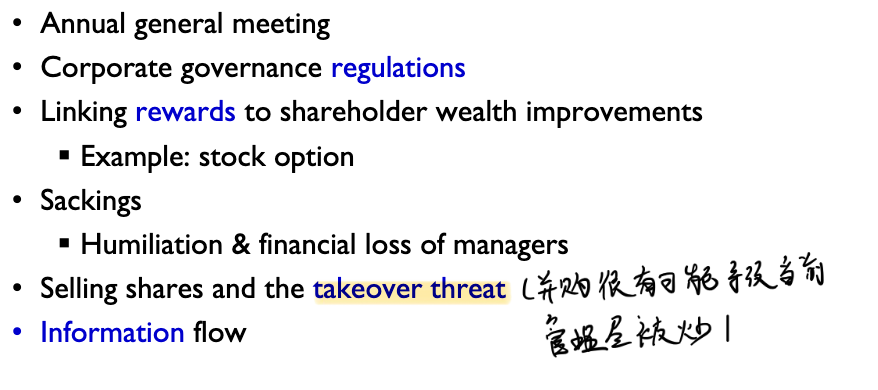 • Annual general meeting
• Corporate governance regulations
• Linking rewards to shareholder wealth improvements
▪ Example: stock option
• Sackings
▪ Humiliation & financial loss of managers
• Selling shares and the takeover threat (并购很有可能导致当前
管理层被炒
• Information flow